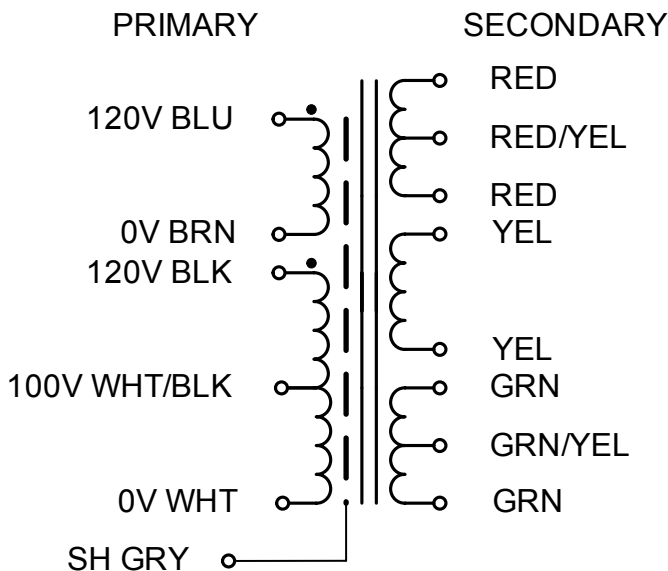 PRIMARY
SECONDARY
120V BLU
0V BRN
120V BLK
100V WHT/BLK
0V WHT
SH GRY
RED
RED/YEL
RED
YEL
YEL
GRN
GRN/YEL
GRN